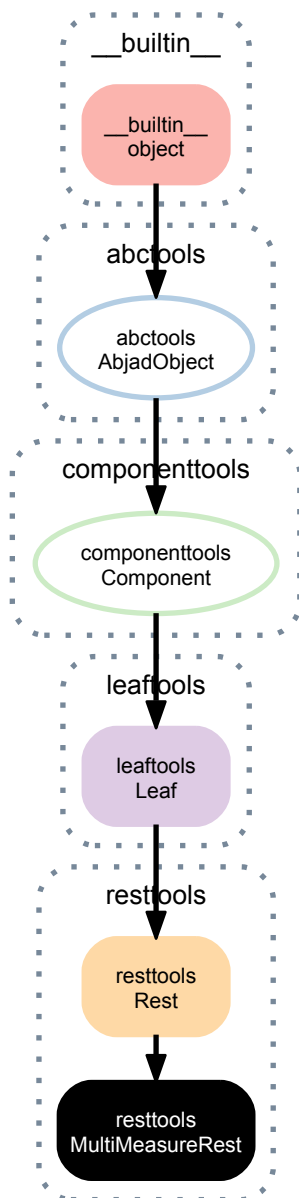 __builtin__
__builtin__
object
abctools
abctools
AbjadObject
componenttools
componenttools
Component
leaftools
leaftools
Leaf
resttools
resttools
Rest
resttools
MultiMeasureRest